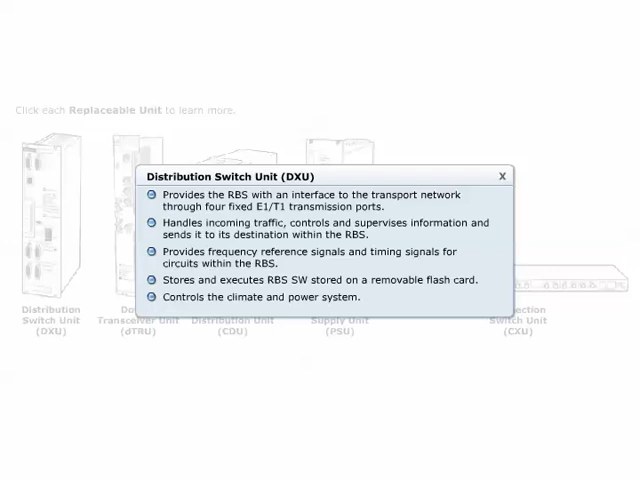 Click each Replaceable Unit to learn more.
Distribution Switch Unit (DXU)
X
Provides the RBS with an interface to the transport network
through four fixed E1/T1 transmission ports.
Handles incoming traffic, controls and supervises information and
sends it to its destination within the RBS.
Provides frequency reference signals and timing signals for
circuits within the RBS.
Stores and executes RBS SW stored on a removable flash card.
Controls the climate and power system.
Distribution
Switch Unit
(DXU)
Transceiver Unit
(dTRU)
Distribution Unit
(CDU)
Supply Unit
(PSU)
Switch Unit
(CXU)